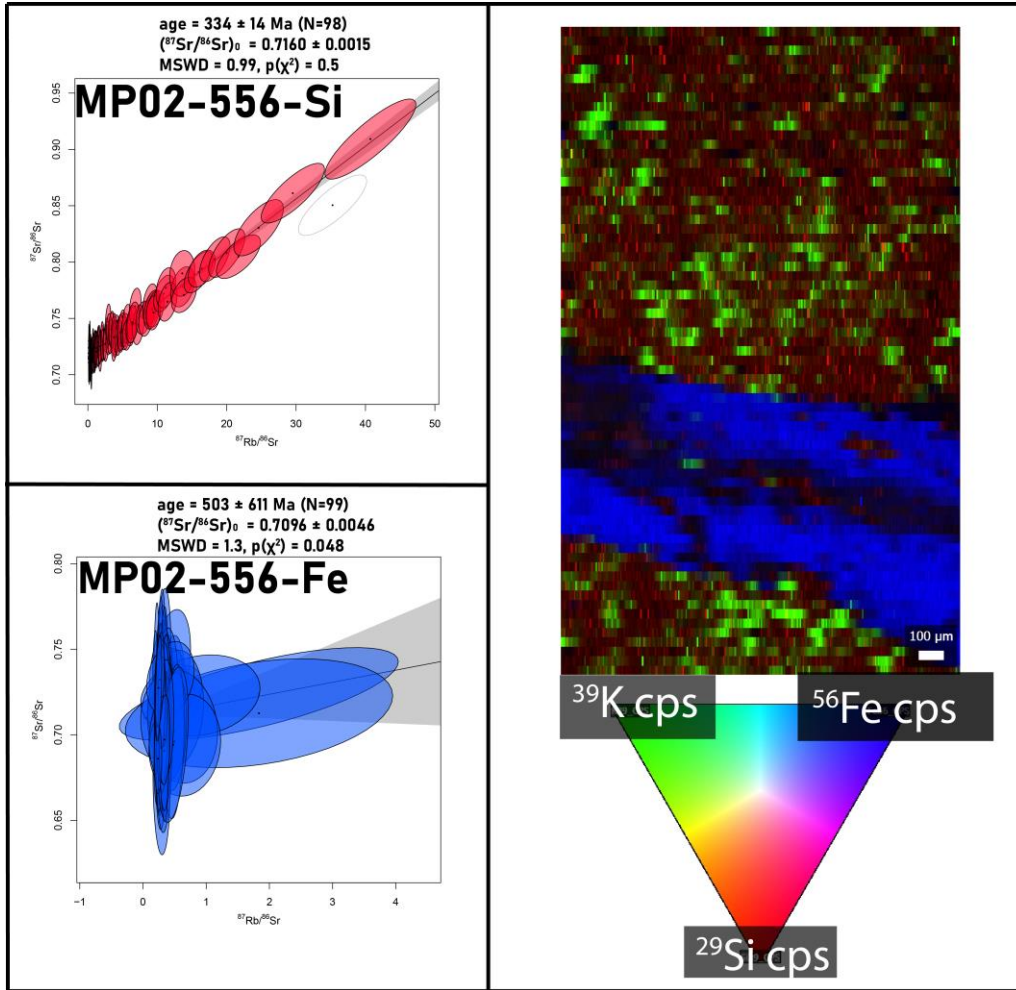 age = 334 ± 14 Ma (N=98)
(⁸⁷Sr/⁸⁶Sr)₀ = 0.7160 ± 0.0015
MSWD = 0.99, p(χ²) = 0.5
MP02-556-Si
0.95
0.90
0.85
0.80
0.75
0.70
⁸⁷Sr/⁸⁶Sr
0 10 20 30 40 50
⁸⁷Rb/⁸⁶Sr
age = 503 ± 611 Ma (N=99)
(⁸⁷Sr/⁸⁶Sr)₀ = 0.7096 ± 0.0046
MSWD = 1.3, p(χ²) = 0.048
MP02-556-Fe
0.80
0.75
0.70
0.65
⁸⁷Sr/⁸⁶Sr
−1 0 1 2 3 4
⁸⁷Rb/⁸⁶Sr
100 µm
³⁹K cps
⁵⁶Fe cps
²⁹Si cps